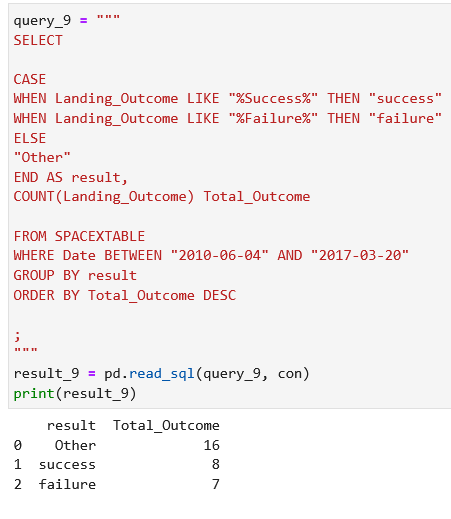 query_9 = """
SELECT
CASE
WHEN Landing_Outcome LIKE "%Success%" THEN "success"
WHEN Landing_Outcome LIKE "%Failure%" THEN "failure"
ELSE
"Other"
END AS result,
COUNT(Landing_Outcome) Total_Outcome
FROM SPACEXTABLE
WHERE Date BETWEEN "2010-06-04" AND "2017-03-20"
GROUP BY result
ORDER BY Total_Outcome DESC
;
"""
result_9 = pd.read_sql(query_9, con)
print(result_9)
result Total_Outcome
0 Other 16
1 success 8
2 failure 7